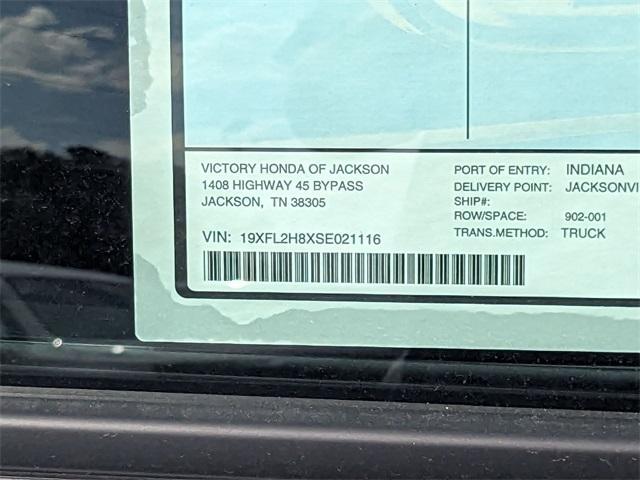 VICTORY HONDA OF JACKSON
1408 HIGHWAY 45 BYPASS
JACKSON, TN 38305
VIN: 19XFL2H8XSE021116
PORT OF ENTRY: INDIANA
DELIVERY POINT: JACKSONVI
SHIP#:
ROW/SPACE: 902-001
TRANS.METHOD: TRUCK